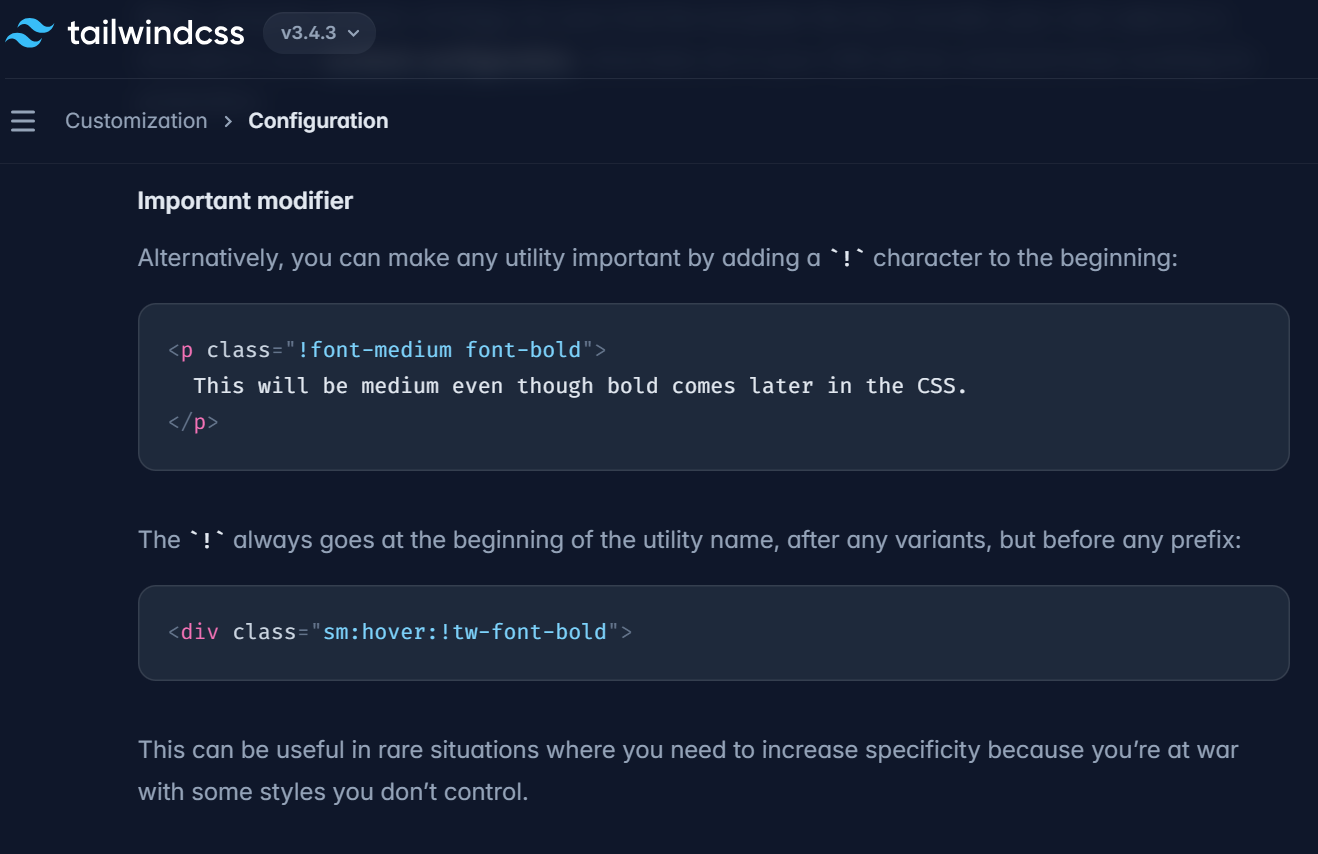 tailwindcss v3.4.3
Customization > Configuration
Important modifier
Alternatively, you can make any utility important by adding a `!` character to the beginning:
<p class="!font-medium font-bold">
This will be medium even though bold comes later in the CSS.
</p>
The `!` always goes at the beginning of the utility name, after any variants, but before any prefix:
<div class="sm:hover:!tw-font-bold">
This can be useful in rare situations where you need to increase specificity because you’re at war
with some styles you don’t control.